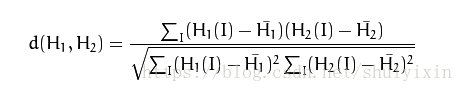 d(H₁,H₂) = ∑_I(H₁(I) − H̄₁)(H₂(I) − H̄₂) / √(∑_I(H₁(I) − H̄₁)² ∑_I(H₂(I) − H̄₂)²)
https://blog.csdn.net/shuiyixin